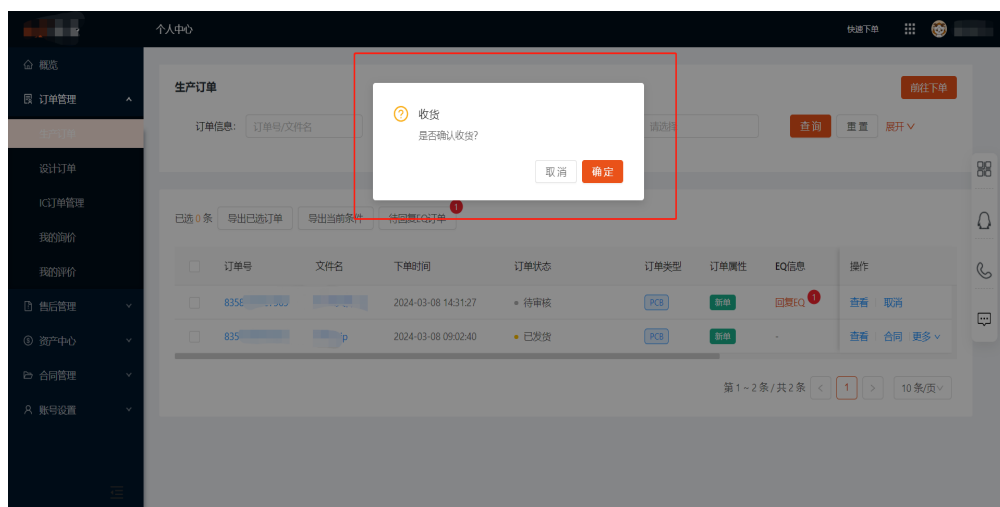 个人中心
快速下单
概览
订单管理
生产订单
设计订单
IC订单管理
我的询价
我的评价
售后管理
资产中心
合同管理
账号设置
生产订单
前往下单
订单信息: 订单号/文件名 请选择 查询 重置 展开
收货
是否确认收货?
取消 确定
已选 0 条 导出已选订单 导出当前条件 待回复EQ订单 1
订单号 文件名 下单时间 订单状态 订单类型 订单属性 EQ信息 操作
2024-03-08 14:31:27 待审核 PCB 新单 回复EQ 1 查看 取消
835 p 2024-03-08 09:02:40 已发货 PCB 新单 - 查看 合同 更多
第 1 ~ 2 条 / 共 2 条 < 1 > 10 条/页